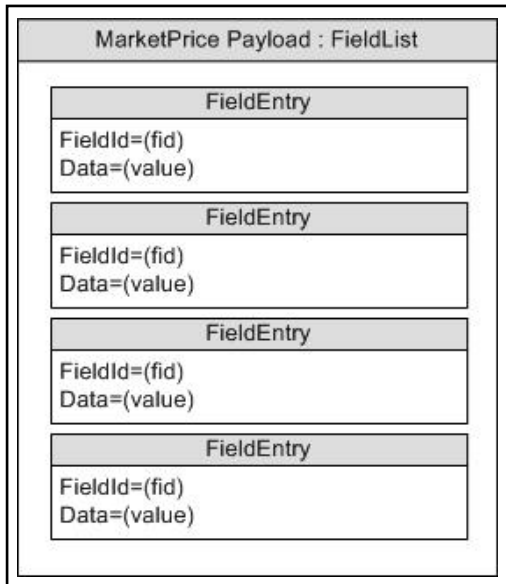 MarketPrice Payload : FieldList
FieldEntry
FieldId=(fid)
Data=(value)
FieldEntry
FieldId=(fid)
Data=(value)
FieldEntry
FieldId=(fid)
Data=(value)
FieldEntry
FieldId=(fid)
Data=(value)